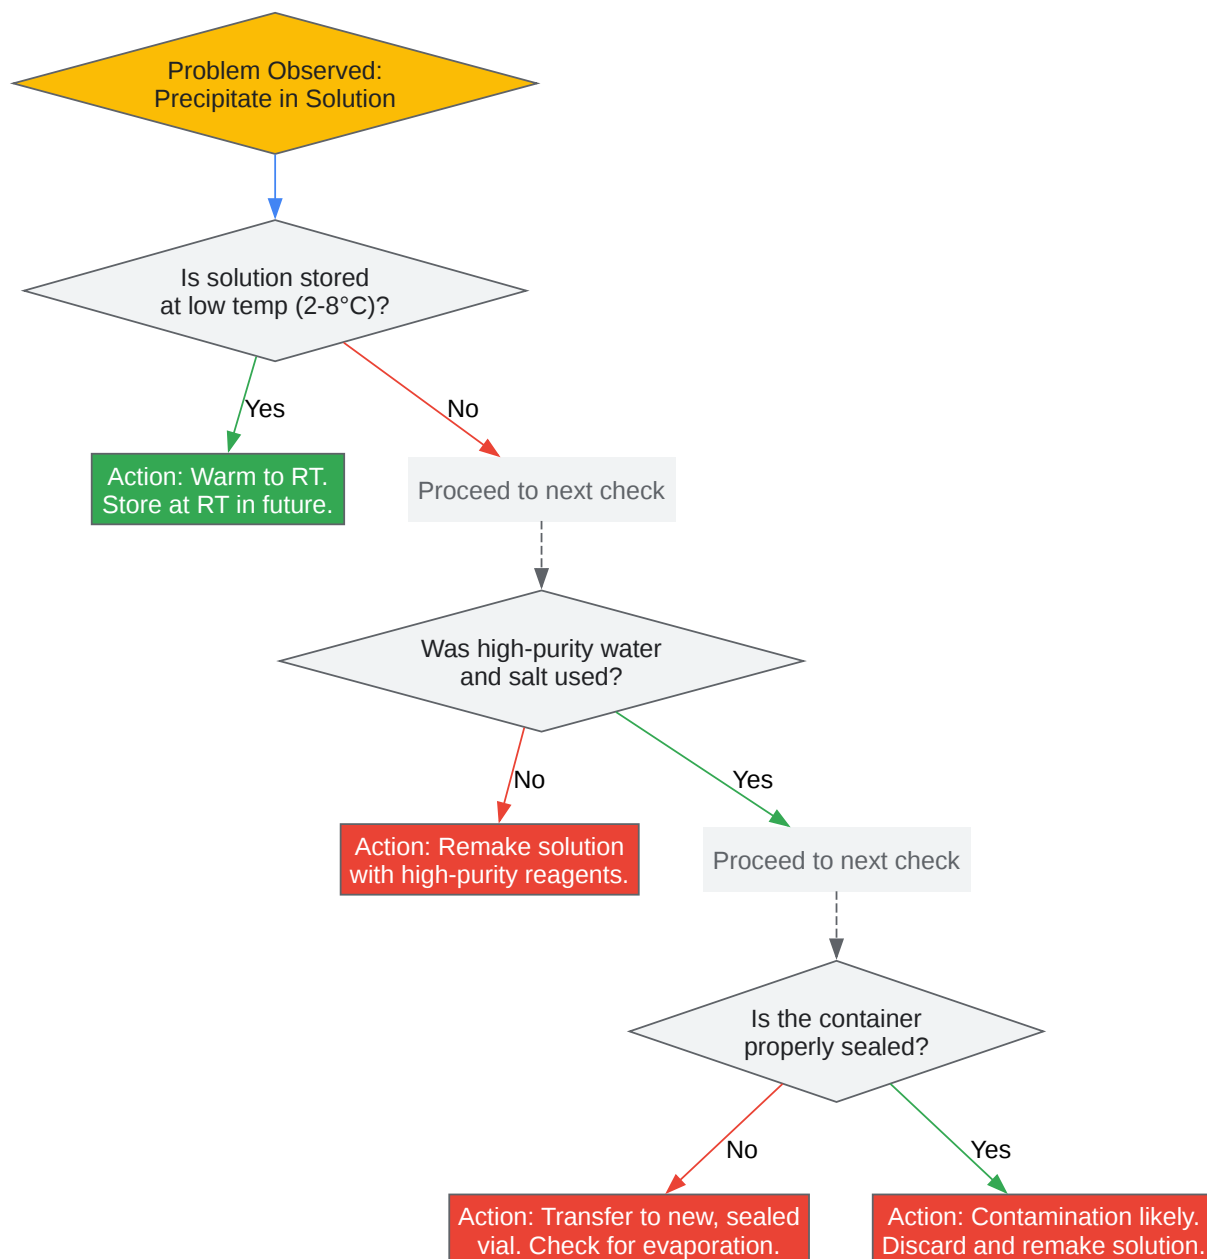 Problem Observed:
Precipitate in Solution
Is solution stored
at low temp (2-8°C)?
Yes
No
Action: Warm to RT.
Store at RT in future.
Proceed to next check
Was high-purity water
and salt used?
No
Yes
Action: Remake solution
with high-purity reagents.
Proceed to next check
Is the container
properly sealed?
No
Yes
Action: Transfer to new, sealed
vial. Check for evaporation.
Action: Contamination likely.
Discard and remake solution.